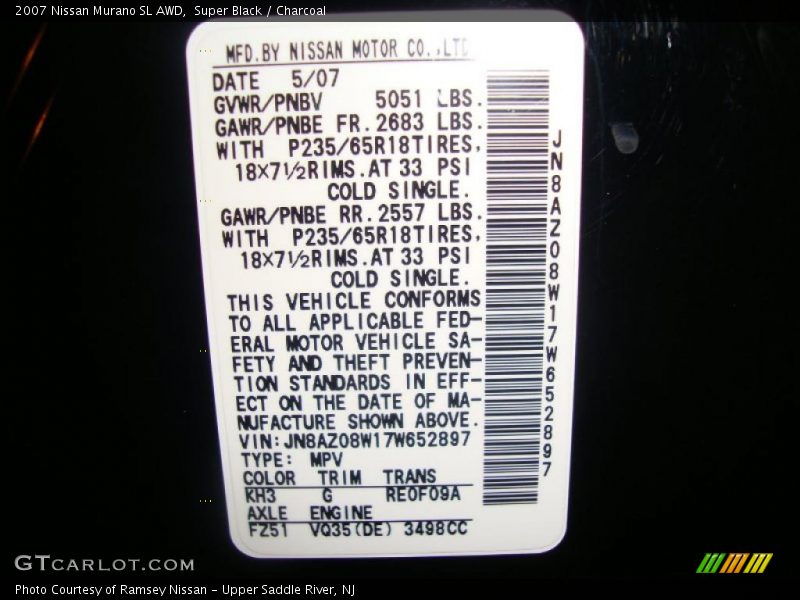 2007 Nissan Murano SL AWD,  Super Black / Charcoal
MFD.BY NISSAN MOTOR CO.,LTD
DATE 5/07
GVWR/PNBV 5051 LBS.
GAWR/PNBE FR.2683 LBS.
WITH P235/65R18TIRES,
18X7½RIMS.AT 33 PSI
COLD SINGLE.
GAWR/PNBE RR.2557 LBS.
WITH P235/65R18TIRES,
18X7½RIMS.AT 33 PSI
COLD SINGLE.
THIS VEHICLE CONFORMS
TO ALL APPLICABLE FED-
ERAL MOTOR VEHICLE SA-
FETY AND THEFT PREVEN-
TION STANDARDS IN EFF-
ECT ON THE DATE OF MA-
NUFACTURE SHOWN ABOVE.
VIN:JN8AZ08W17W652897
TYPE: MPV
COLOR TRIM TRANS
KH3 G RE0F09A
AXLE ENGINE
FZ51 VQ35(DE) 3498CC
JN8AZ08W17W652897
GTCARLOT.COM
Photo Courtesy of Ramsey Nissan - Upper Saddle River, NJ